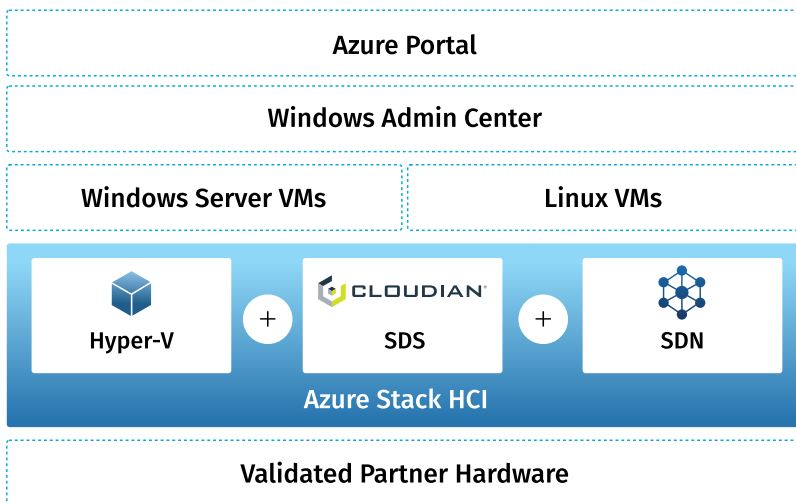 Azure Portal
Windows Admin Center
Windows Server VMs
Linux VMs
Hyper-V
+
CLOUDIAN®
SDS
+
SDN
Azure Stack HCI
Validated Partner Hardware